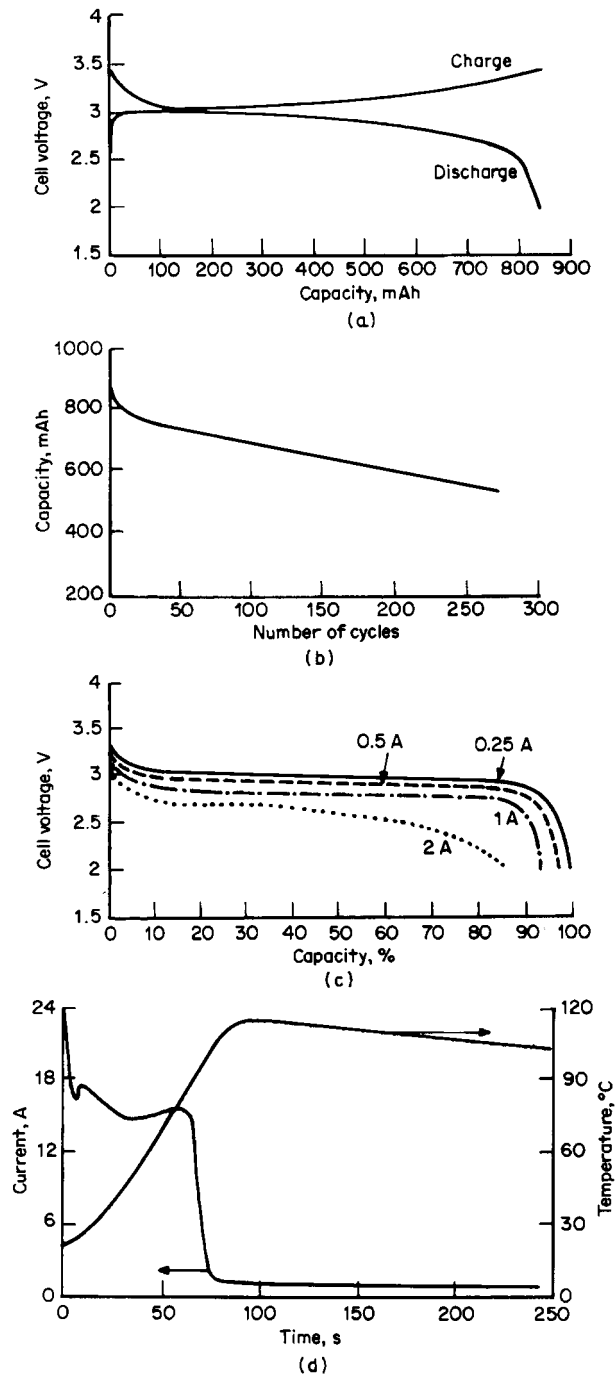 4
3.5
3
2.5
2
1.5
Cell voltage, V
Charge
Discharge
0 100 200 300 400 500 600 700 800 900
Capacity, mAh
(a)
1000
800
600
400
200
Capacity, mAh
0 50 100 150 200 250 300
Number of cycles
(b)
4
3.5
3
2.5
2
1.5
Cell voltage, V
0.5 A
0.25 A
1 A
2 A
0 10 20 30 40 50 60 70 80 90 100
Capacity, %
(c)
24
18
12
6
0
Current, A
120
90
60
30
0
Temperature, °C
0 50 100 150 200 250
Time, s
(d)